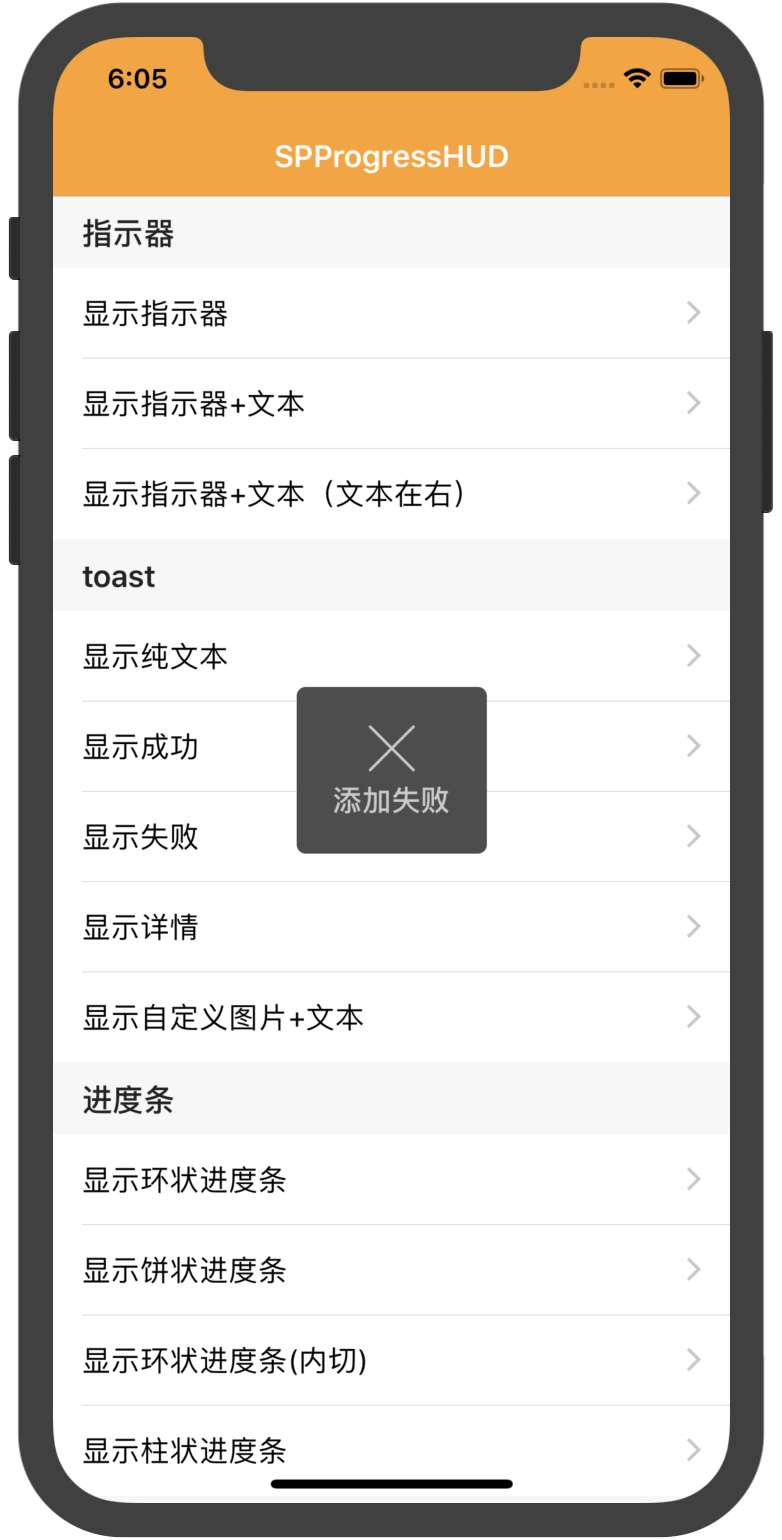 6:05
SPProgressHUD
指示器
显示指示器
显示指示器+文本
显示指示器+文本（文本在右）
toast
显示纯文本
显示成功
添加失败
显示失败
显示详情
显示自定义图片+文本
进度条
显示环状进度条
显示饼状进度条
显示环状进度条(内切)
显示柱状进度条